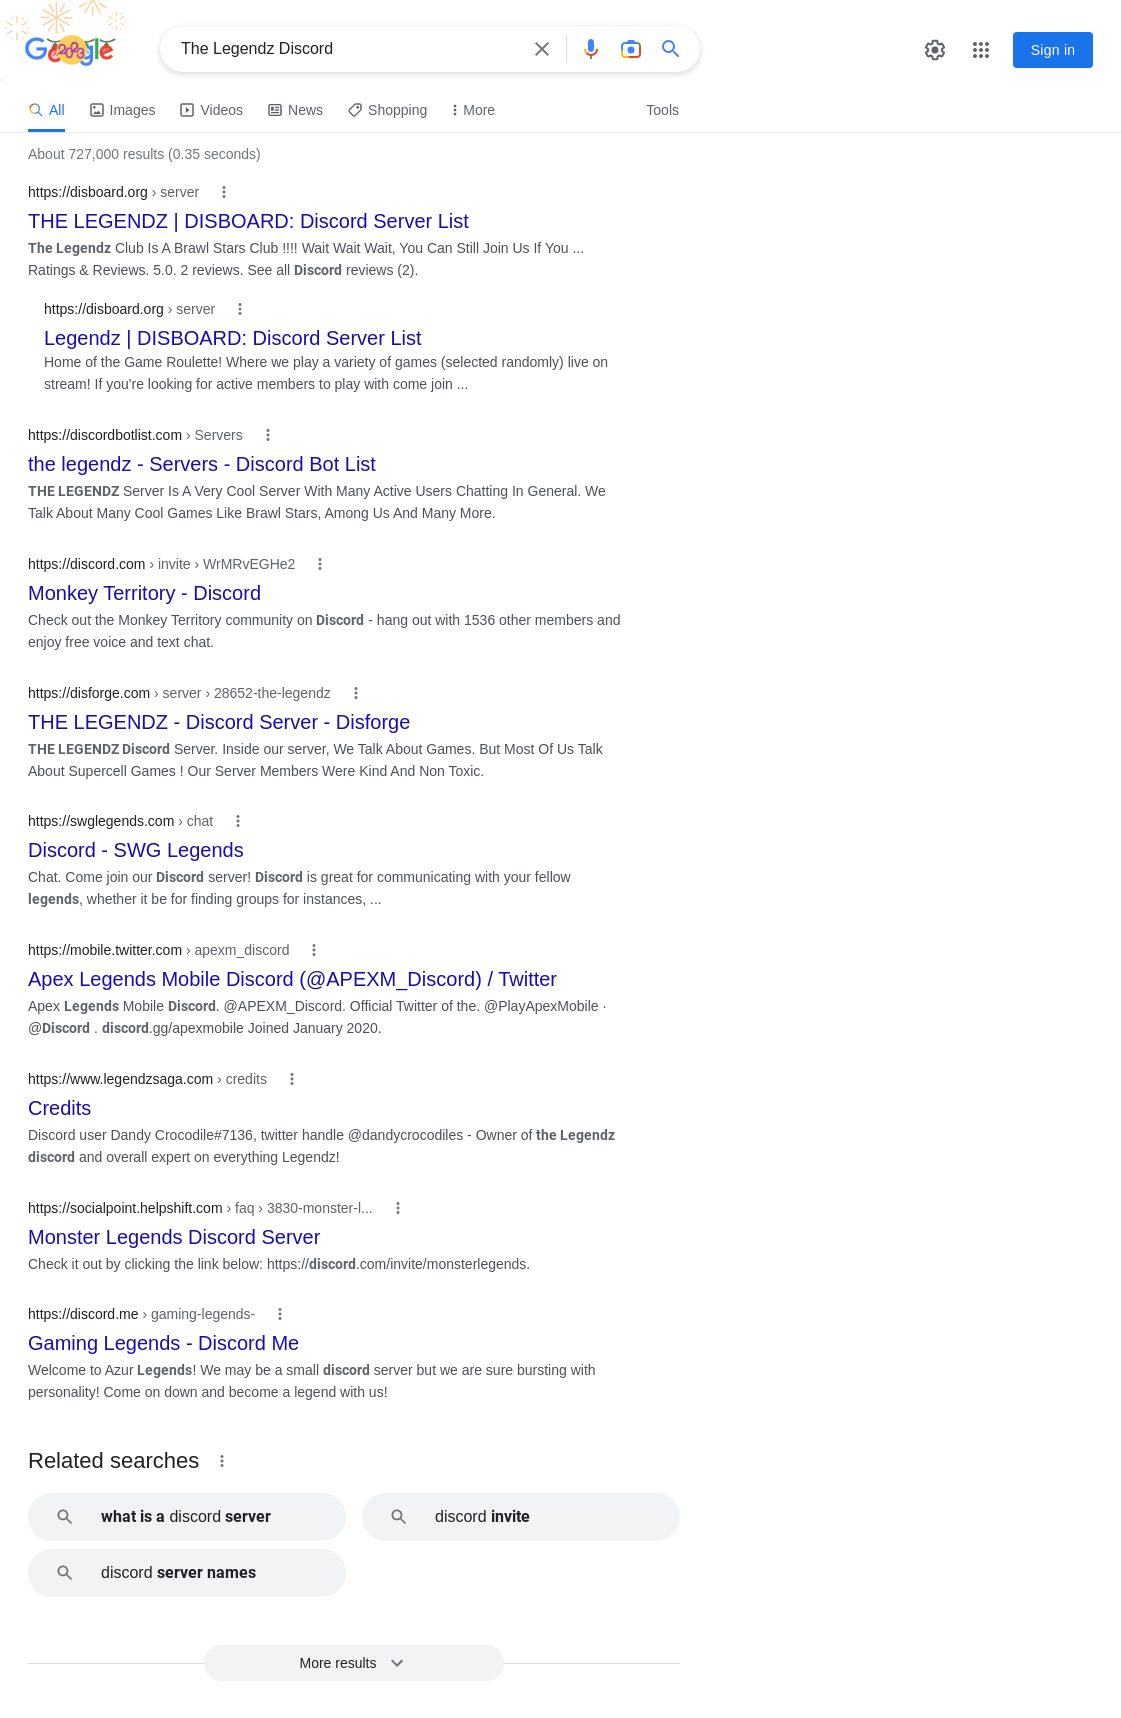 Google
2023
The Legendz Discord
Sign in
All
Images
Videos
News
Shopping
More
Tools
About 727,000 results (0.35 seconds)
https://disboard.org › server
THE LEGENDZ | DISBOARD: Discord Server List
The Legendz Club Is A Brawl Stars Club !!!! Wait Wait Wait, You Can Still Join Us If You ...
Ratings & Reviews. 5.0. 2 reviews. See all Discord reviews (2).
https://disboard.org › server
Legendz | DISBOARD: Discord Server List
Home of the Game Roulette! Where we play a variety of games (selected randomly) live on
stream! If you're looking for active members to play with come join ...
https://discordbotlist.com › Servers
the legendz - Servers - Discord Bot List
THE LEGENDZ Server Is A Very Cool Server With Many Active Users Chatting In General. We
Talk About Many Cool Games Like Brawl Stars, Among Us And Many More.
https://discord.com › invite › WrMRvEGHe2
Monkey Territory - Discord
Check out the Monkey Territory community on Discord - hang out with 1536 other members and
enjoy free voice and text chat.
https://disforge.com › server › 28652-the-legendz
THE LEGENDZ - Discord Server - Disforge
THE LEGENDZ Discord Server. Inside our server, We Talk About Games. But Most Of Us Talk
About Supercell Games ! Our Server Members Were Kind And Non Toxic.
https://swglegends.com › chat
Discord - SWG Legends
Chat. Come join our Discord server! Discord is great for communicating with your fellow
legends, whether it be for finding groups for instances, ...
https://mobile.twitter.com › apexm_discord
Apex Legends Mobile Discord (@APEXM_Discord) / Twitter
Apex Legends Mobile Discord. @APEXM_Discord. Official Twitter of the. @PlayApexMobile ·
@Discord . discord.gg/apexmobile Joined January 2020.
https://www.legendzsaga.com › credits
Credits
Discord user Dandy Crocodile#7136, twitter handle @dandycrocodiles - Owner of the Legendz
discord and overall expert on everything Legendz!
https://socialpoint.helpshift.com › faq › 3830-monster-l...
Monster Legends Discord Server
Check it out by clicking the link below: https://discord.com/invite/monsterlegends.
https://discord.me › gaming-legends-
Gaming Legends - Discord Me
Welcome to Azur Legends! We may be a small discord server but we are sure bursting with
personality! Come on down and become a legend with us!
Related searches
what is a discord server
discord invite
discord server names
More results